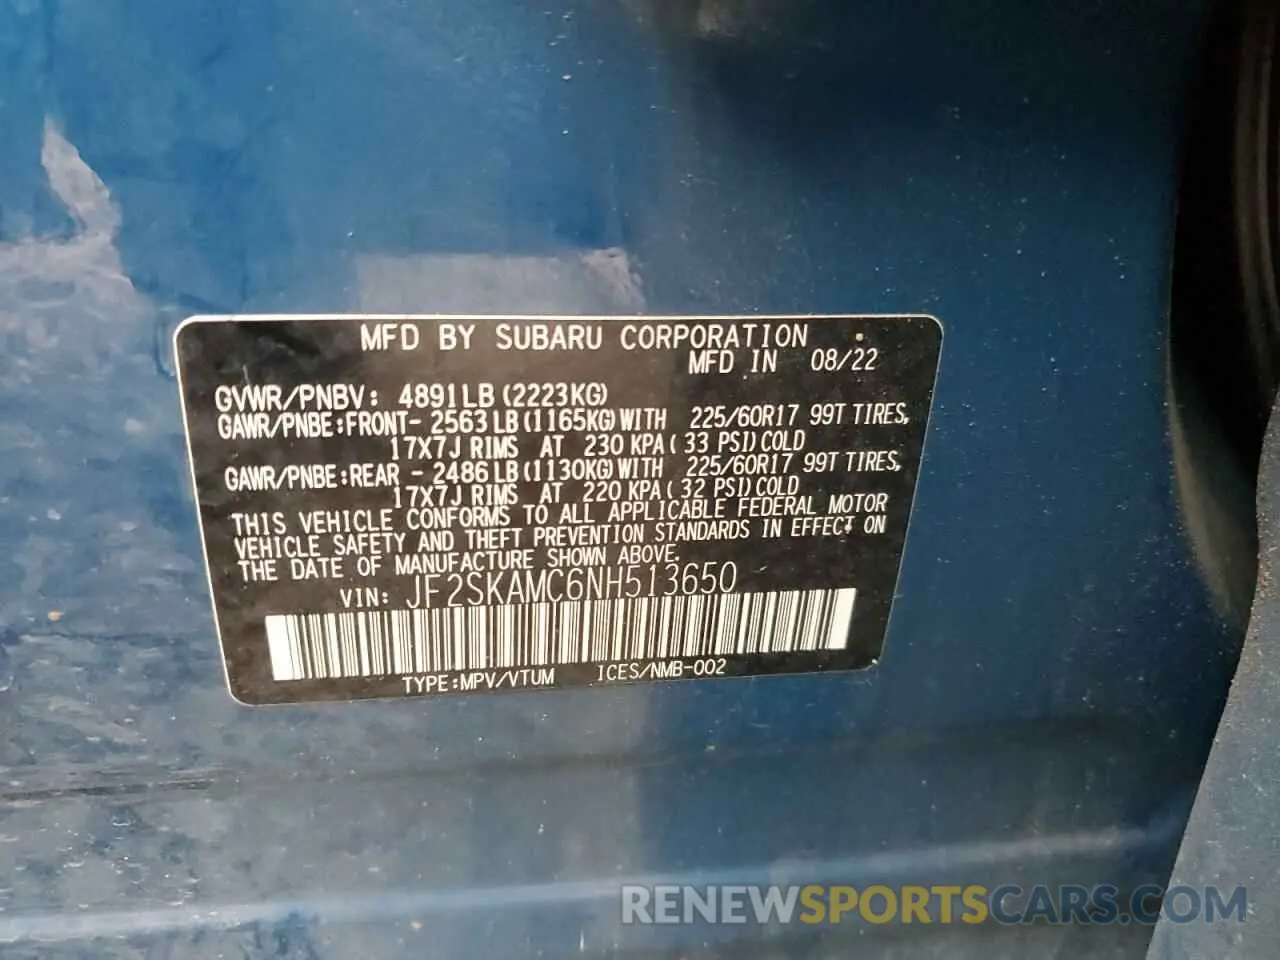 MFD BY SUBARU CORPORATION
MFD IN 08/22
GVWR/PNBV: 4891LB (2223KG)
GAWR/PNBE:FRONT- 2563LB(1165KG)WITH 225/60R17 99T TIRES,
17X7J RIMS AT 230 KPA( 33 PSI)COLD
GAWR/PNBE:REAR - 2486LB(1130KG)WITH 225/60R17 99T TIRES,
17X7J RIMS AT 220 KPA( 32 PSI)COLD
THIS VEHICLE CONFORMS TO ALL APPLICABLE FEDERAL MOTOR
VEHICLE SAFETY AND THEFT PREVENTION STANDARDS IN EFFECT ON
THE DATE OF MANUFACTURE SHOWN ABOVE.
VIN: JF2SKAMC6NH513650
TYPE:MPV/VTUM ICES/NMB-002
RENEWSPORTSCARS.COM